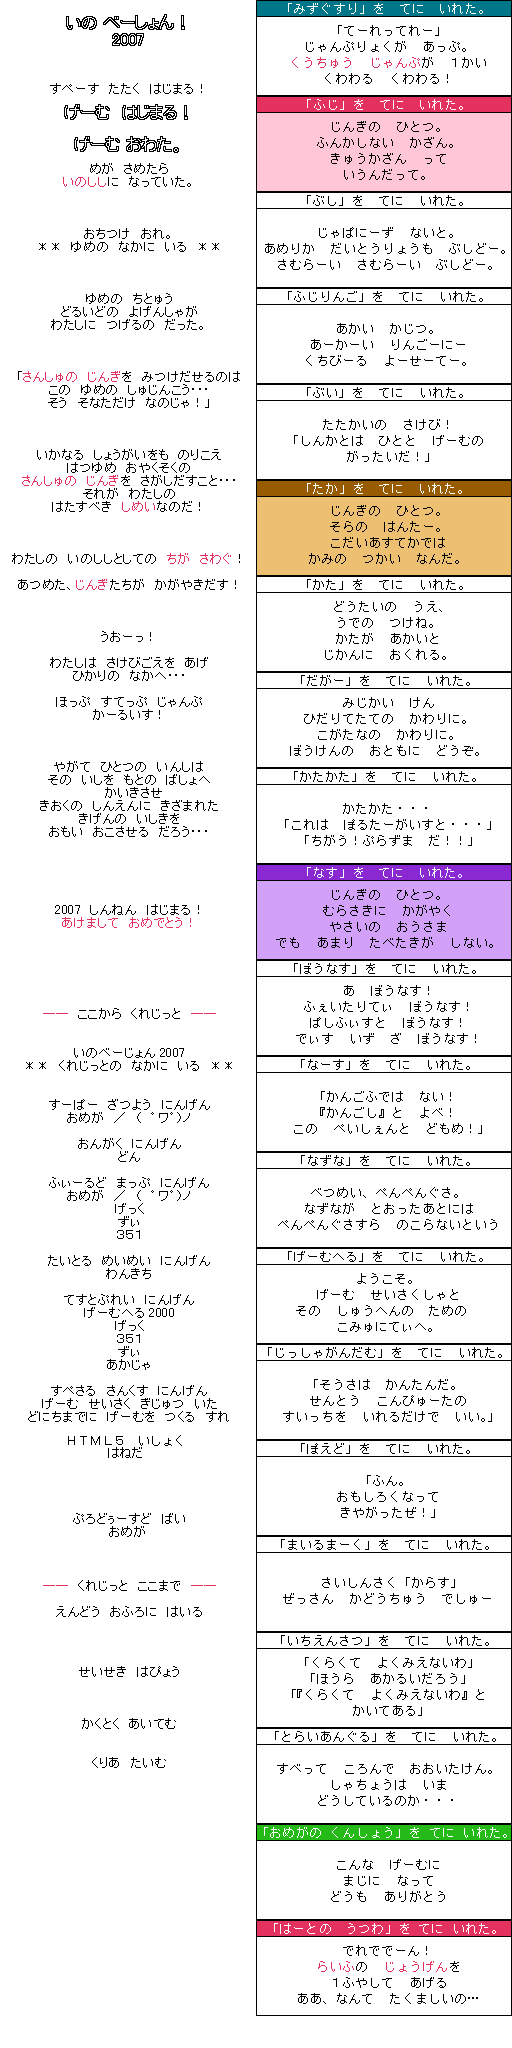 いの べーしょん！
2007
すぺーす たたく はじまる！
げーむ はじまる！
げーむ おわた。
めが さめたら
いのししに なっていた。
おちつけ おれ。
＊＊ ゆめの なかに いる ＊＊
ゆめの ちとゅう
どるいどの よげんしゃが
わたしに つげるの だった。
「さんしゅの じんぎを みつけだせるのは
この ゆめの しゅじんこう･･･
そう そなただけ なのじゃ！」
いかなる しょうがいをも のりこえ
はつゆめ おやくそくの
さんしゅの じんぎを さがしだすこと･･･
それが わたしの
はたすべき しめいなのだ！
わたしの いのししとしての ちが さわぐ！
あつめた、じんぎたちが かがやきだす！
うおーっ！
わたしは さけびごえを あげ
ひかりの なかへ･･･
ほっぷ すてっぷ じゃんぷ
かーるいす！
やがて ひとつの いんしは
その いしを もとの ばしょへ
かいきさせ
きおくの しんえんに きざまれた
きげんの いしきを
おもい おこさせる だろう･･･
2007 しんねん はじまる！
あけまして おめでとう！
―― ここから くれじっと ――
いのべーじょん 2007
＊＊ くれじっとの なかに いる ＊＊
すーぱー ざつよう にんげん
おめが ／ ( ﾟワﾟ)ノ
おんがく にんげん
どん
ふぃーるど まっぷ にんげん
おめが ／ ( ﾟワﾟ)ノ
げっく
ずぃ
３５１
たいとる めいめい にんげん
わんきち
てすとぷれい にんげん
げーむへる 2000
げっく
３５１
ずぃ
あかじゃ
すぺさる さんくす にんげん
げーむ せいさく ぎじゅつ いた
どにちまでに げーむを つくる すれ
ＨＴＭＬ５ いしょく
はねだ
ぷろどぅーすど ばい
おめが
―― くれじっと ここまで ――
えんどう おふろに はいる
せいせき はぴょう
かくとく あいてむ
くりあ たいむ
「みずぐすり」を てに いれた。
「てーれってれー」
じゃんぷりょくが あっぷ。
くうちゅう じゃんぷが １かい
くわわる くわわる！
「ふじ」を てに いれた。
じんぎの ひとつ。
ふんかしない かざん。
きゅうかざん って
いうんだって。
「ぶし」を てに いれた。
じゃぱにーず ないと。
あめりか だいとうりょうも ぶしどー。
さむらーい さむらーい ぶしどー。
「ふじりんご」を てに いれた。
あかい かじつ。
あーかーい りんごーにー
くちびーる よーせーてー。
「ぶい」を てに いれた。
たたかいの さけび！
「しんかとは ひとと げーむの
がったいだ！」
「たか」を てに いれた。
じんぎの ひとつ。
そらの はんたー。
こだいあすてかでは
かみの つかい なんだ。
「かた」を てに いれた。
どうたいの うえ、
うでの つけね。
かたが あかいと
じかんに おくれる。
「だがー」を てに いれた。
みじかい けん
ひだりてたての かわりに。
こがたなの かわりに。
ぼうけんの おともに どうぞ。
「かたかた」を てに いれた。
かたかた・・・
「これは ぽるたーがいすと・・・」
「ちがう！ぷらずま だ！！」
「なす」を てに いれた。
じんぎの ひとつ。
むらさきに かがやく
やさいの おうさま
でも あまり たべたきが しない。
「ぼうなす」を てに いれた。
あ ぼうなす！
ふぇいたりてぃ ぼうなす！
ぱしふぃすと ぼうなす！
でぃす いず ざ ぼうなす！
「なーす」を てに いれた。
「かんごふでは ない！
『かんごし』と よべ！
この ぺいしぇんと どもめ！」
「なずな」を てに いれた。
べつめい、ぺんぺんぐさ。
なずなが とおったあとには
ぺんぺんぐさすら のこらないという
「げーむへる」を てに いれた。
ようこそ。
げーむ せいさくしゃと
その しゅうへんの ための
こみゅにてぃへ。
「じっしゃがんだむ」を てに いれた。
「そうさは かんたんだ。
せんとう こんぴゅーたの
すいっちを いれるだけで いい。」
「ぽえど」を てに いれた。
「ふん。
おもしろくなって
きやがったぜ！」
「まいるまーく」を てに いれた。
さいしんさく「からす」
ぜっさん かどうちゅう でしゅー
「いちえんさつ」を てに いれた。
「くらくて よくみえないわ」
「ほうら あかるいだろう」
「『くらくて よくみえないわ』と
かいてある」
「とらいあんぐる」を てに いれた。
すべって ころんで おおいたけん。
しゃちょうは いま
どうしているのか・・・
「おめがの くんしょう」を てに いれた。
こんな げーむに
まじに なって
どうも ありがとう
「はーとの うつわ」を てに いれた。
でれででーん！
らいふの じょうげんを
１ふやして あげる
ああ、なんて たくましいの…